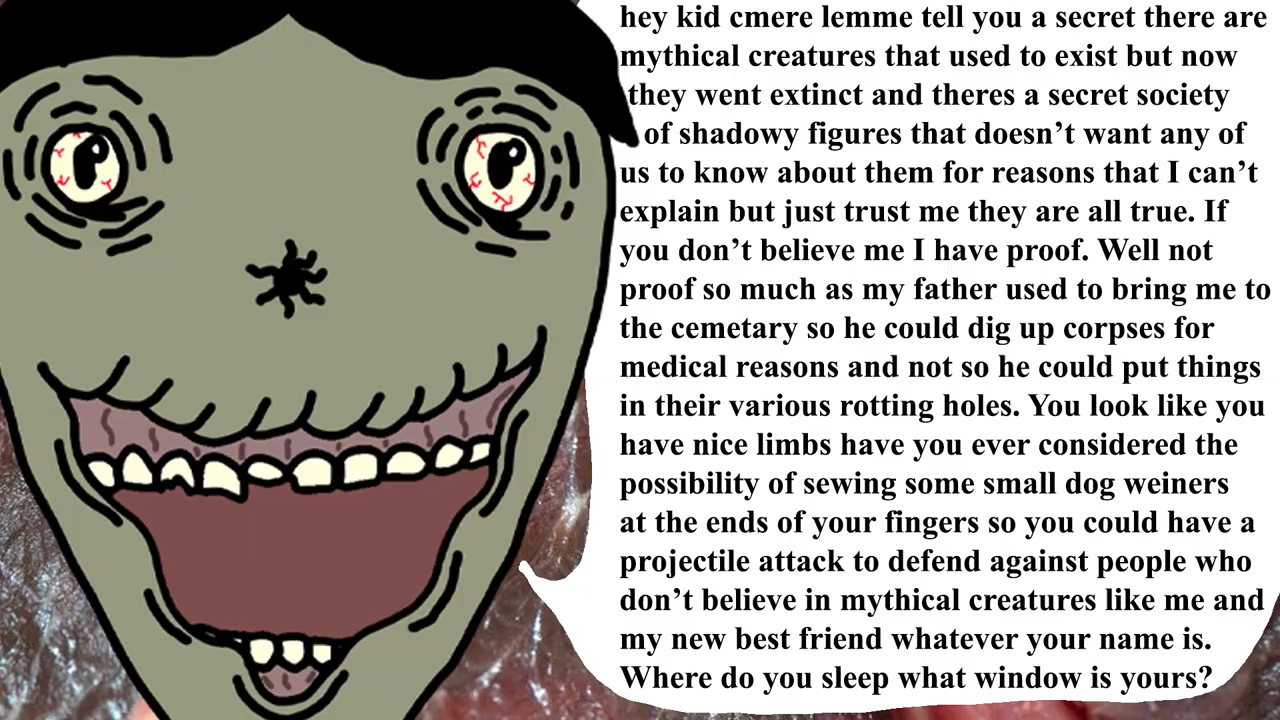 hey kid cmere lemme tell you a secret there are
mythical creatures that used to exist but now
they went extinct and theres a secret society
of shadowy figures that doesn’t want any of
us to know about them for reasons that I can’t
explain but just trust me they are all true. If
you don’t believe me I have proof. Well not
proof so much as my father used to bring me to
the cemetary so he could dig up corpses for
medical reasons and not so he could put things
in their various rotting holes. You look like you
have nice limbs have you ever considered the
possibility of sewing some small dog weiners
at the ends of your fingers so you could have a
projectile attack to defend against people who
don’t believe in mythical creatures like me and
my new best friend whatever your name is.
Where do you sleep what window is yours?